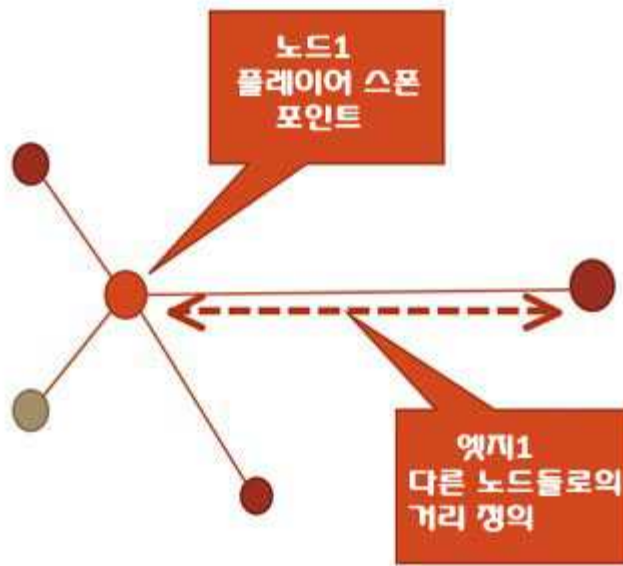 노드1
플레이어 스폰
포인트
엣지1
다른 노드들로의
거리 정의